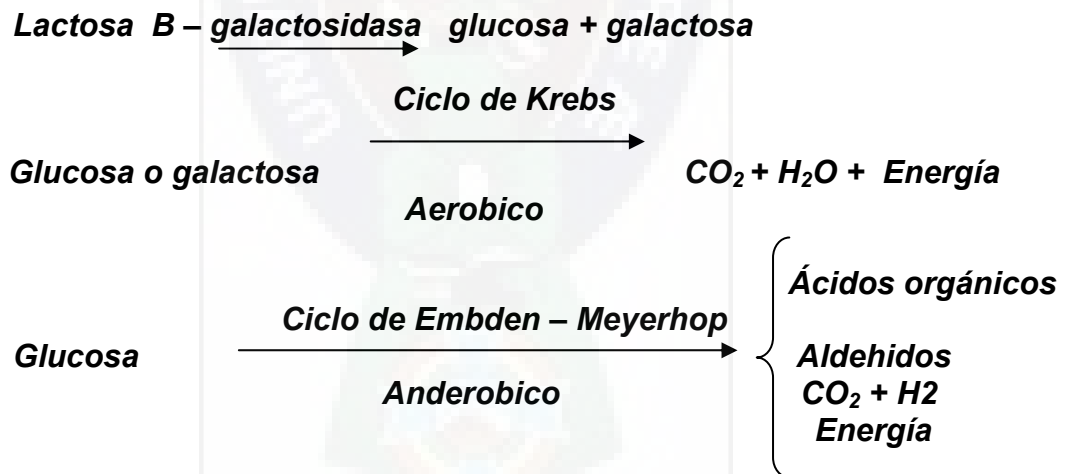 Lactosa B – galactosidasa glucosa + galactosa
Ciclo de Krebs
Glucosa o galactosa CO₂ + H₂O + Energía
Aerobico
Ácidos orgánicos
Ciclo de Embden – Meyerhop
Glucosa Aldehidos
Anderobico CO₂ + H2
Energía